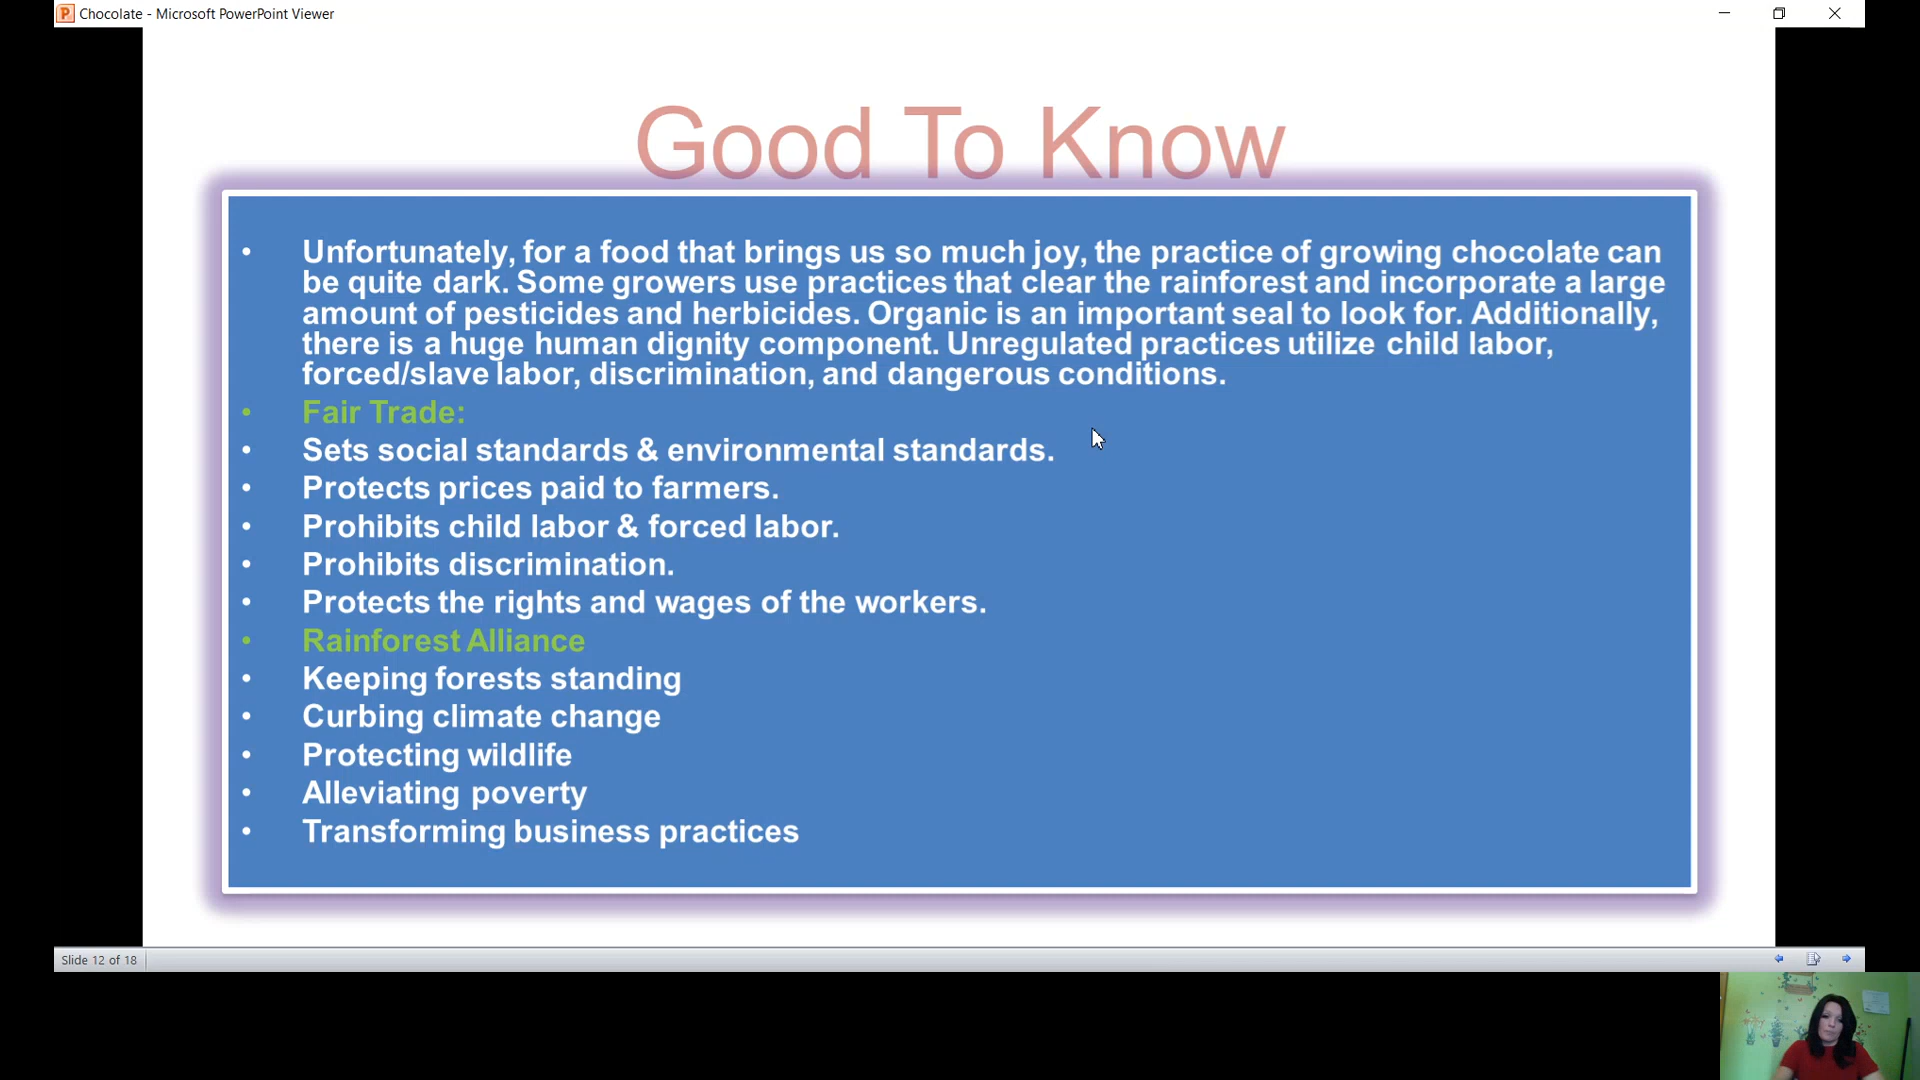 Chocolate - Microsoft PowerPoint Viewer
Good To Know
• Unfortunately, for a food that brings us so much joy, the practice of growing chocolate can
be quite dark. Some growers use practices that clear the rainforest and incorporate a large
amount of pesticides and herbicides. Organic is an important seal to look for. Additionally,
there is a huge human dignity component. Unregulated practices utilize child labor,
forced/slave labor, discrimination, and dangerous conditions.
• Fair Trade:
• Sets social standards & environmental standards.
• Protects prices paid to farmers.
• Prohibits child labor & forced labor.
• Prohibits discrimination.
• Protects the rights and wages of the workers.
• Rainforest Alliance
• Keeping forests standing
• Curbing climate change
• Protecting wildlife
• Alleviating poverty
• Transforming business practices
Slide 12 of 18